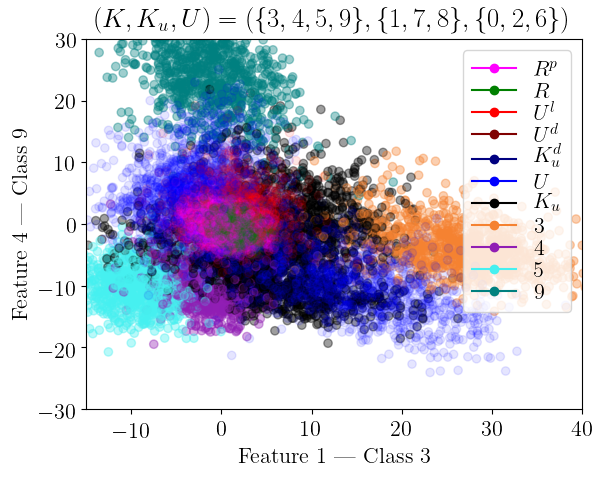 (K, K_u, U) = ({3, 4, 5, 9}, {1, 7, 8}, {0, 2, 6})
30
20
10
0
−10
−20
−30
Feature 4 — Class 9
R^p
R
U^l
U^d
K_u^d
U
K_u
3
4
5
9
−10
0
10
20
30
40
Feature 1 — Class 3